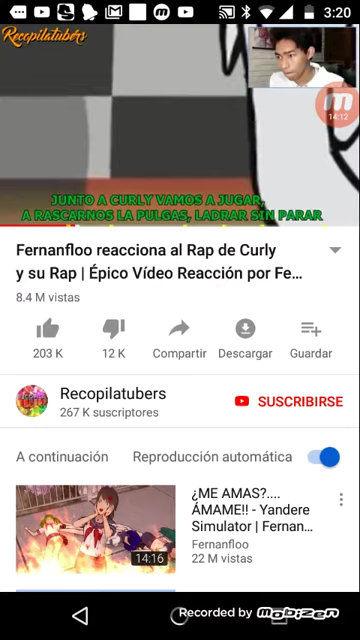 3:20
Recopilatubers
14:12
JUNTO A CURLY VAMOS A JUGAR,
A RASCARNOS LA PULGAS, LADRAR SIN PARAR
Fernanfloo reacciona al Rap de Curly
y su Rap | Épico Vídeo Reacción por Fe...
8.4 M vistas
203 K
12 K
Compartir
Descargar
Guardar
Recopilatubers
267 K suscriptores
SUSCRIBIRSE
A continuación
Reproducción automática
¿ME AMAS?....
ÁMAME!! - Yandere
Simulator | Fernan...
Fernanfloo
22 M vistas
14:16
Recorded by mobizen